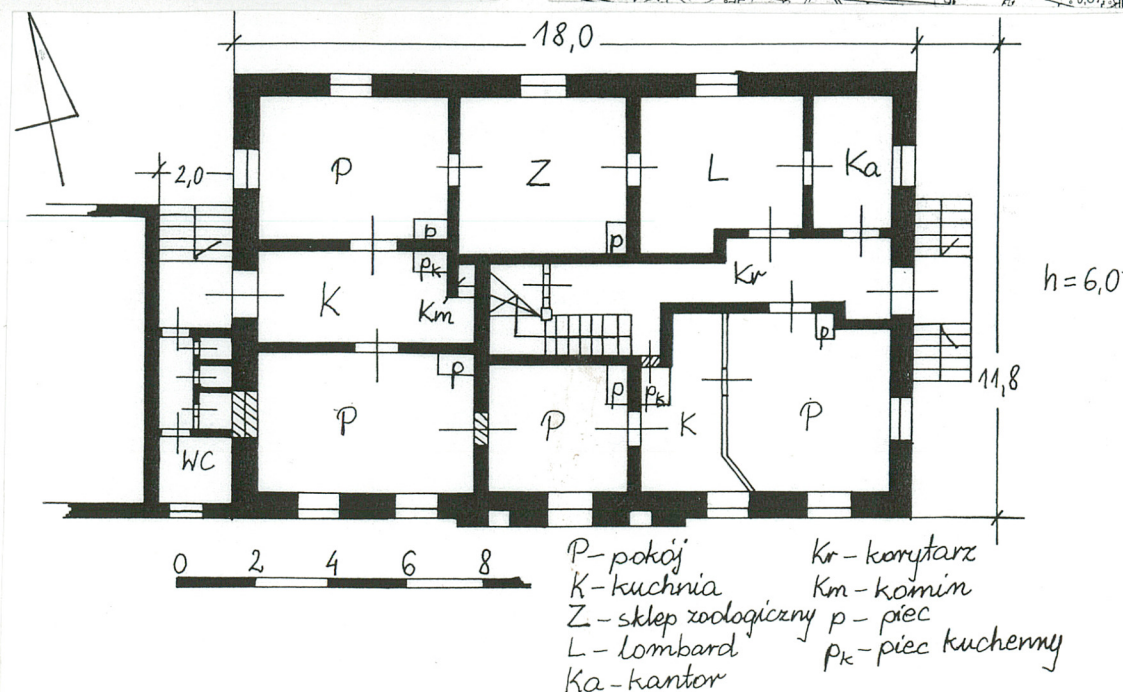 18,0
2,0
P
Z
L
Ka
p
p
pk
K
Km
Kr
h=6,0
p
p
pk
p
11,8
P
P
K
P
WC
0 2 4 6 8
P – pokój
K – kuchnia
Z – sklep zoologiczny
L – lombard
Ka – kantor
Kr – korytarz
Km – komin
p – piec
pk – piec kuchenny